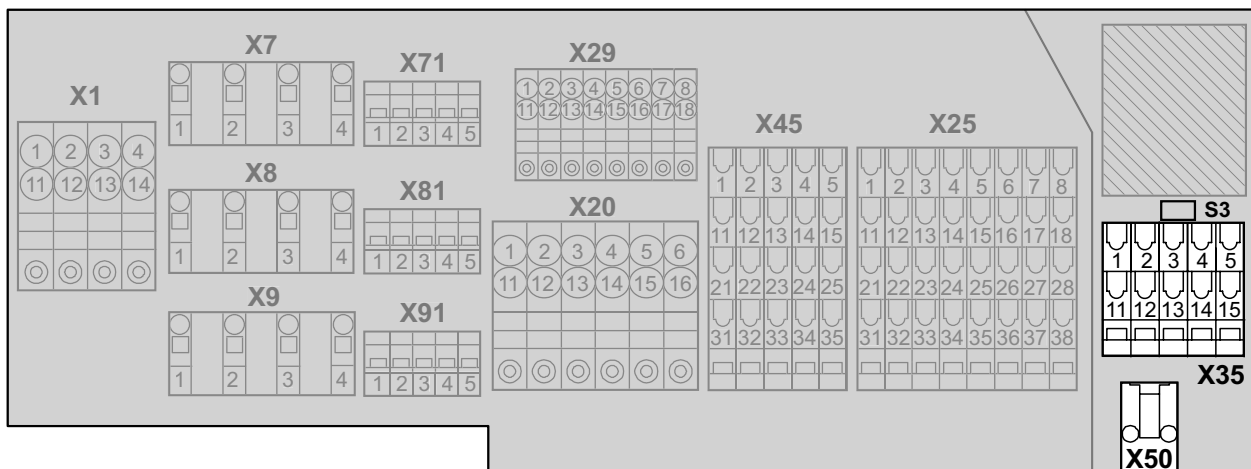 X1
1 2 3 4
11 12 13 14
X7
1 2 3 4
X8
1 2 3 4
X9
1 2 3 4
X71
1 2 3 4 5
X81
1 2 3 4 5
X91
1 2 3 4 5
X29
1 2 3 4 5 6 7 8
11 12 13 14 15 16 17 18
X20
1 2 3 4 5 6
11 12 13 14 15 16
X45
1 2 3 4 5
11 12 13 14 15
21 22 23 24 25
31 32 33 34 35
X25
1 2 3 4 5 6 7 8
11 12 13 14 15 16 17 18
21 22 23 24 25 26 27 28
31 32 33 34 35 36 37 38
S3
1 2 3 4 5
11 12 13 14 15
X35
X50